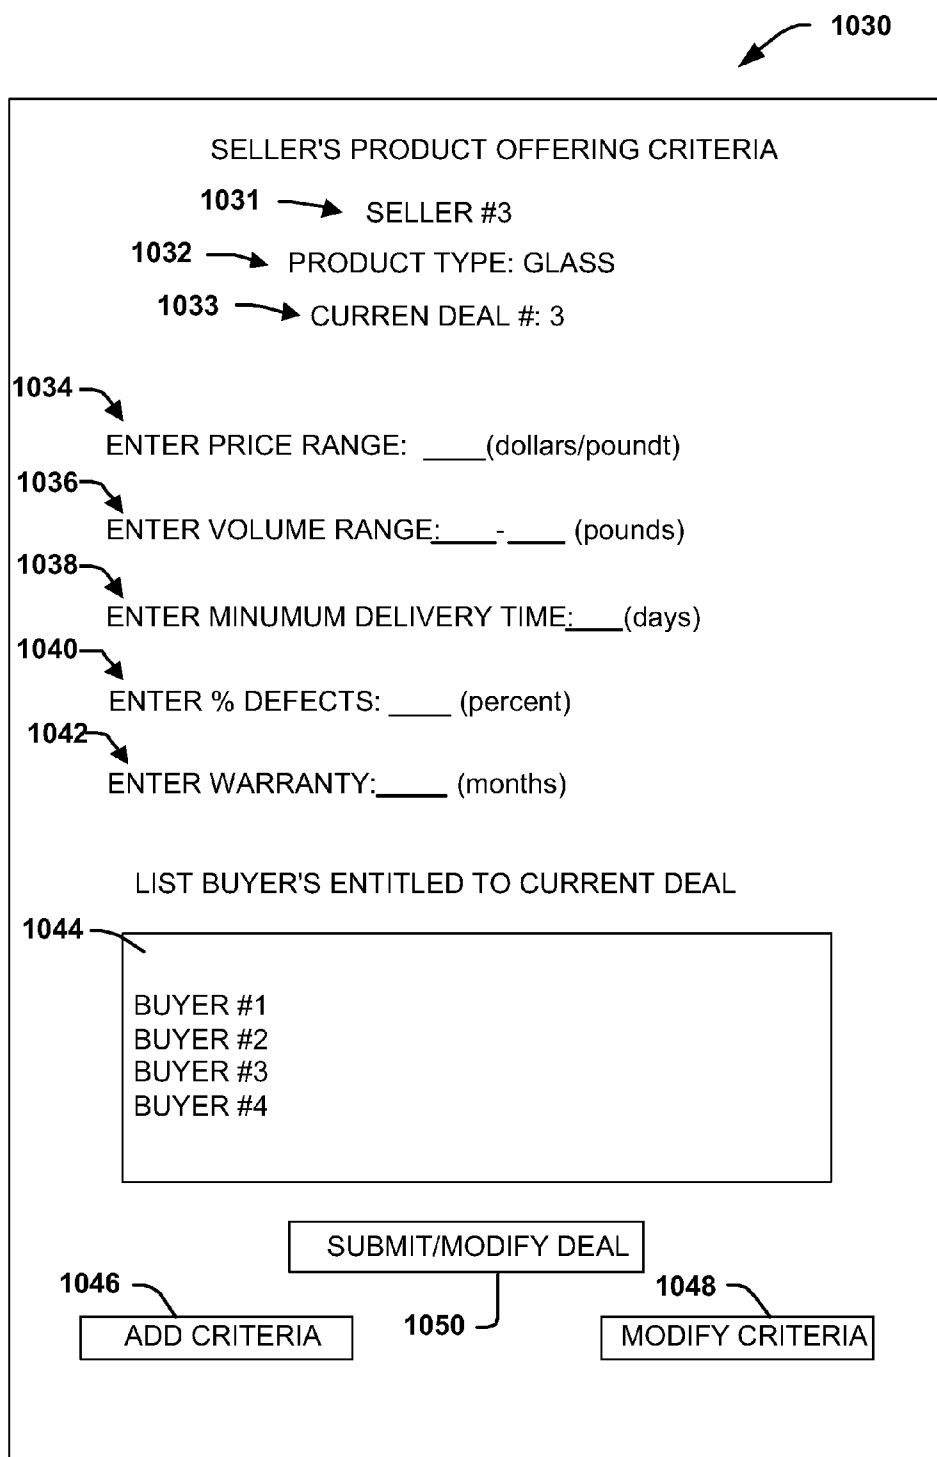 1030
SELLER'S PRODUCT OFFERING CRITERIA
1031 SELLER #3
1032 PRODUCT TYPE: GLASS
1033 CURREN DEAL #: 3
1034
ENTER PRICE RANGE: ____(dollars/poundt)
1036
ENTER VOLUME RANGE:____-____ (pounds)
1038
ENTER MINUMUM DELIVERY TIME:____(days)
1040
ENTER % DEFECTS: ____ (percent)
1042
ENTER WARRANTY:_____ (months)
LIST BUYER'S ENTITLED TO CURRENT DEAL
1044
BUYER #1
BUYER #2
BUYER #3
BUYER #4
SUBMIT/MODIFY DEAL
1046 1050 1048
ADD CRITERIA MODIFY CRITERIA